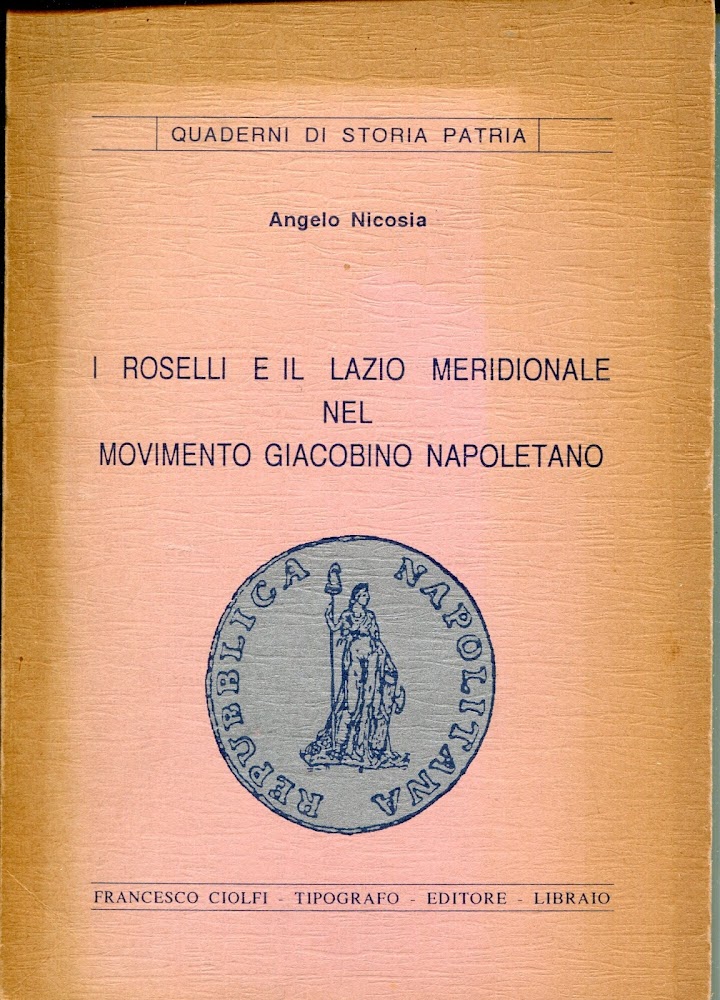 QUADERNI DI STORIA PATRIA
Angelo Nicosia
I ROSELLI E IL LAZIO MERIDIONALE
NEL
MOVIMENTO GIACOBINO NAPOLETANO
REPUBBLICA NAPOLITANA
FRANCESCO CIOLFI - TIPOGRAFO - EDITORE - LIBRAIO